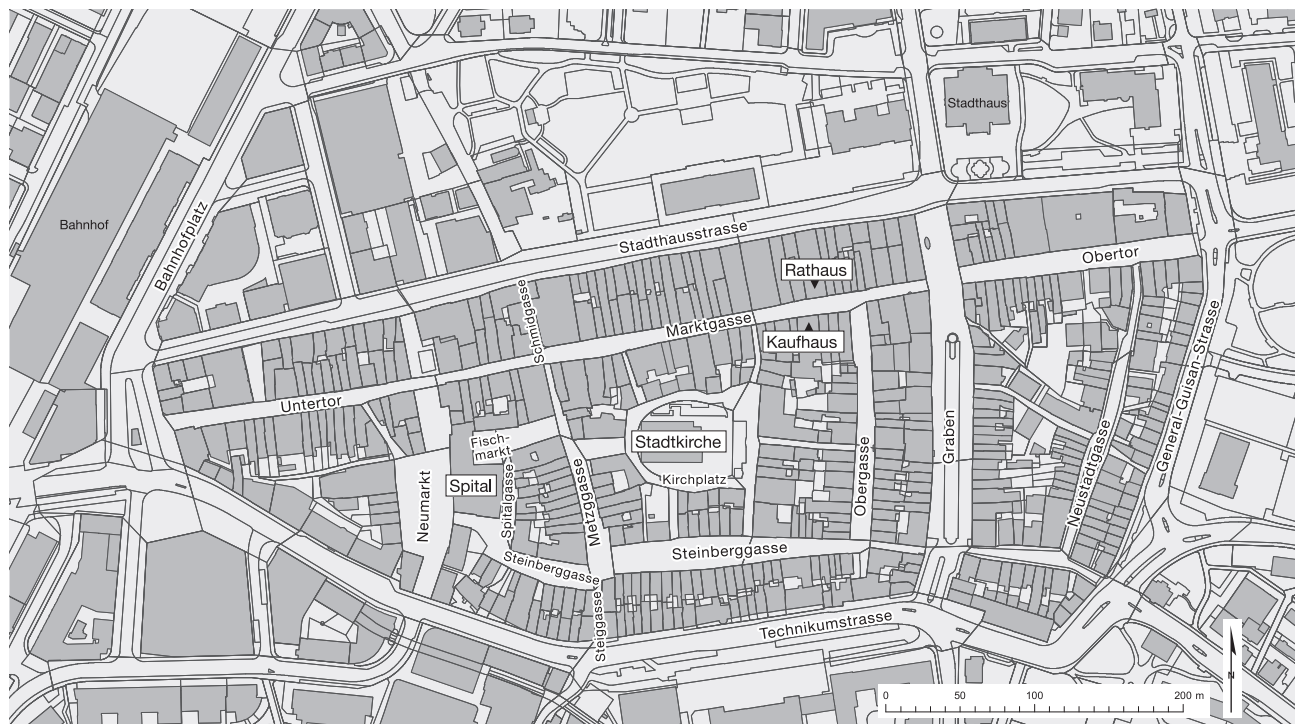 Stadthaus
Bahnhof
Bahnhofplatz
Stadthausstrasse
Obertor
Rathaus
Schmidgasse
Marktgasse
Kaufhaus
General-Guisan-Strasse
Untertor
Graben
Fisch-
markt
Stadtkirche
Kirchplatz
Obergasse
Neustadtgasse
Spital
Neumarkt
Spitalgasse
Metzggasse
Steinberggasse
Steinberggasse
Steiggasse
Technikumstrasse
N
0 50 100 200 m